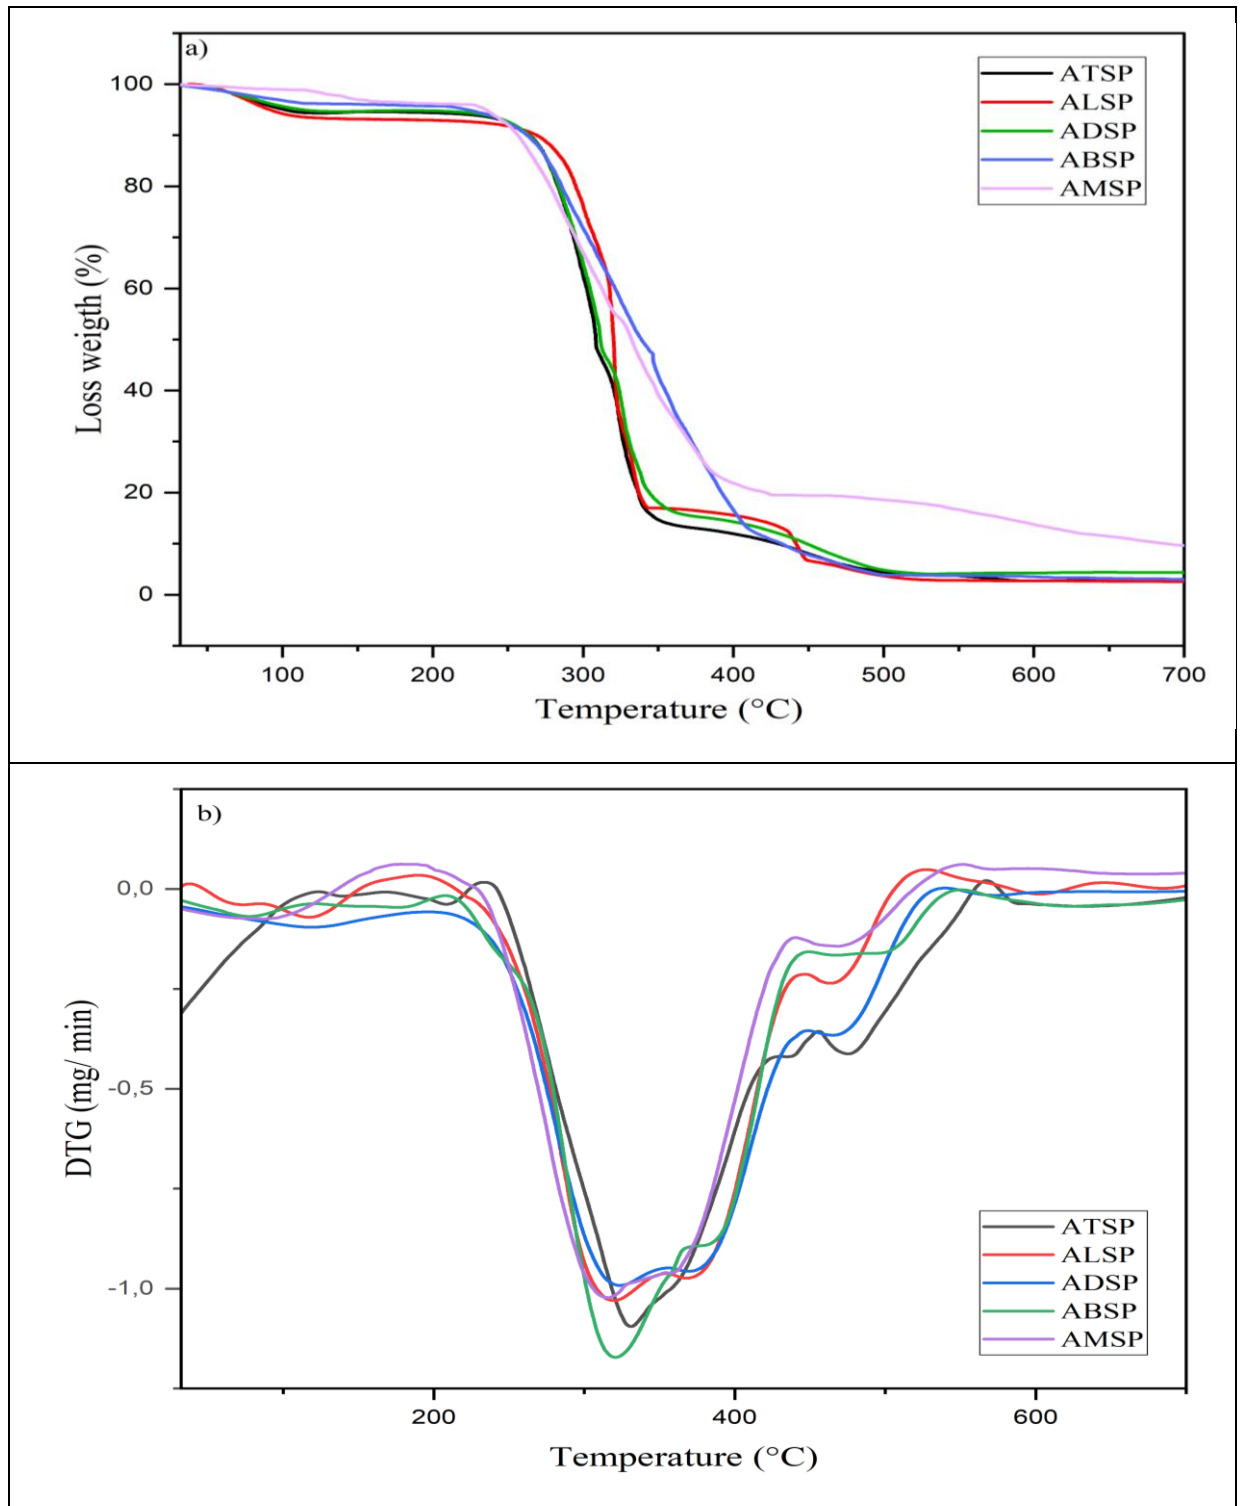 a)
ATSP
ALSP
ADSP
ABSP
AMSP
100
80
60
40
20
0
Loss weigth (%)
100 200 300 400 500 600 700
Temperature (°C)
b)
0,0
-0,5
-1,0
DTG (mg/ min)
ATSP
ALSP
ADSP
ABSP
AMSP
200 400 600
Temperature (°C)